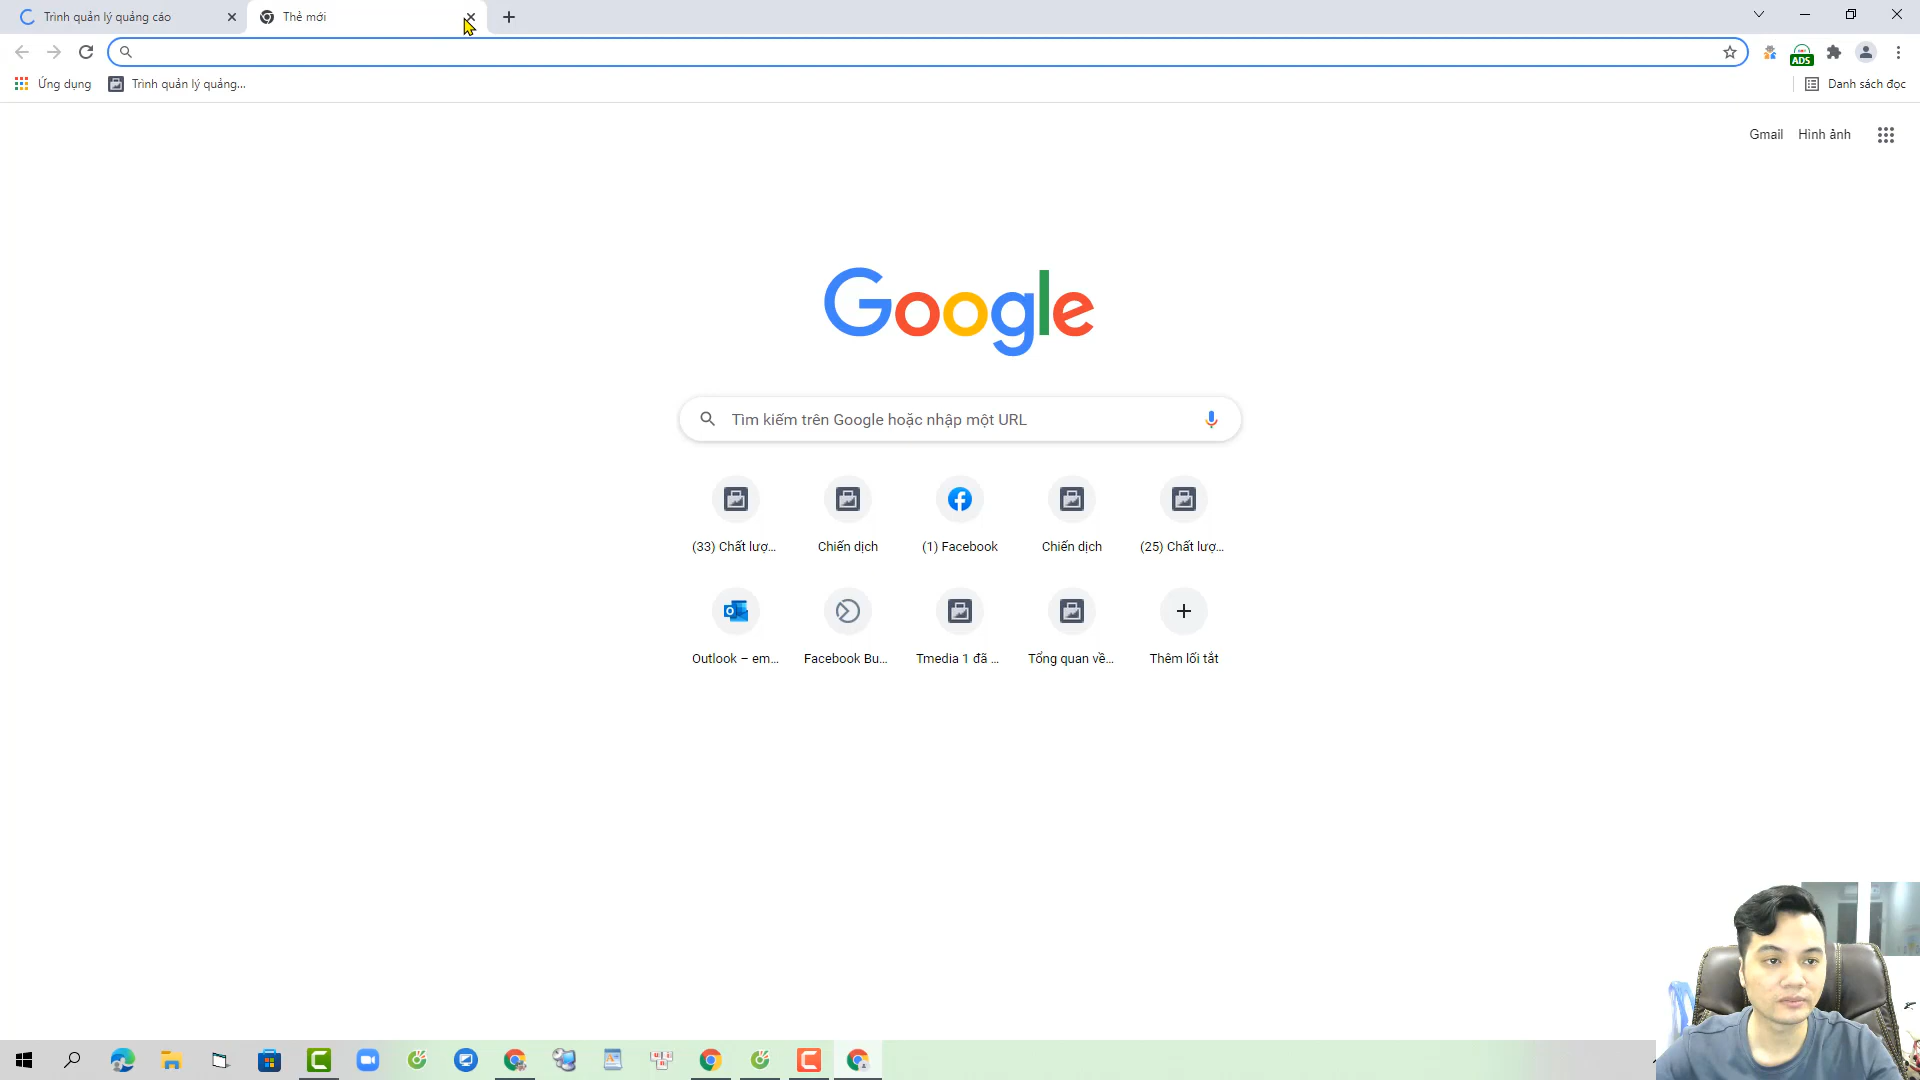 Trình quản lý quảng cáo
Thẻ mới
ADS
Ứng dụng
Trình quản lý quảng...
Danh sách đọc
Gmail
Hình ảnh
Google
Tìm kiếm trên Google hoặc nhập một URL
(33) Chất lượ...
Chiến dịch
(1) Facebook
Chiến dịch
(25) Chất lượ...
Outlook – em...
Facebook Bu...
Tmedia 1 đã ...
Tổng quan về...
Thêm lối tắt